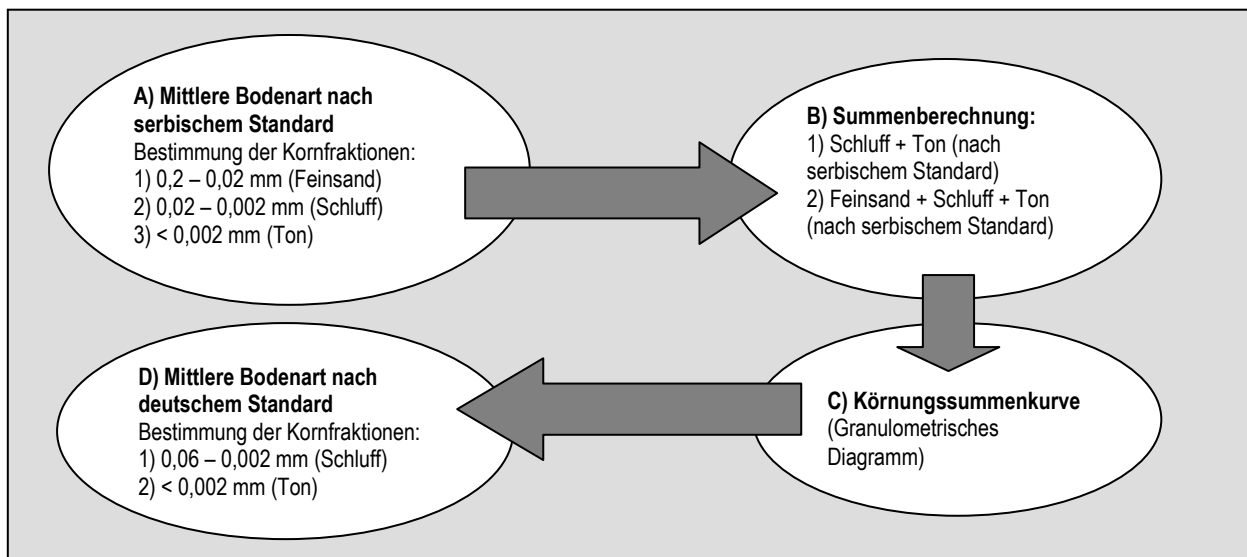 A) Mittlere Bodenart nach
serbischem Standard
Bestimmung der Kornfraktionen:
1) 0,2 – 0,02 mm (Feinsand)
2) 0,02 – 0,002 mm (Schluff)
3) < 0,002 mm (Ton)
B) Summenberechnung:
1) Schluff + Ton (nach
serbischem Standard)
2) Feinsand + Schluff + Ton
(nach serbischem Standard)
C) Körnungssummenkurve
(Granulometrisches
Diagramm)
D) Mittlere Bodenart nach
deutschem Standard
Bestimmung der Kornfraktionen:
1) 0,06 – 0,002 mm (Schluff)
2) < 0,002 mm (Ton)